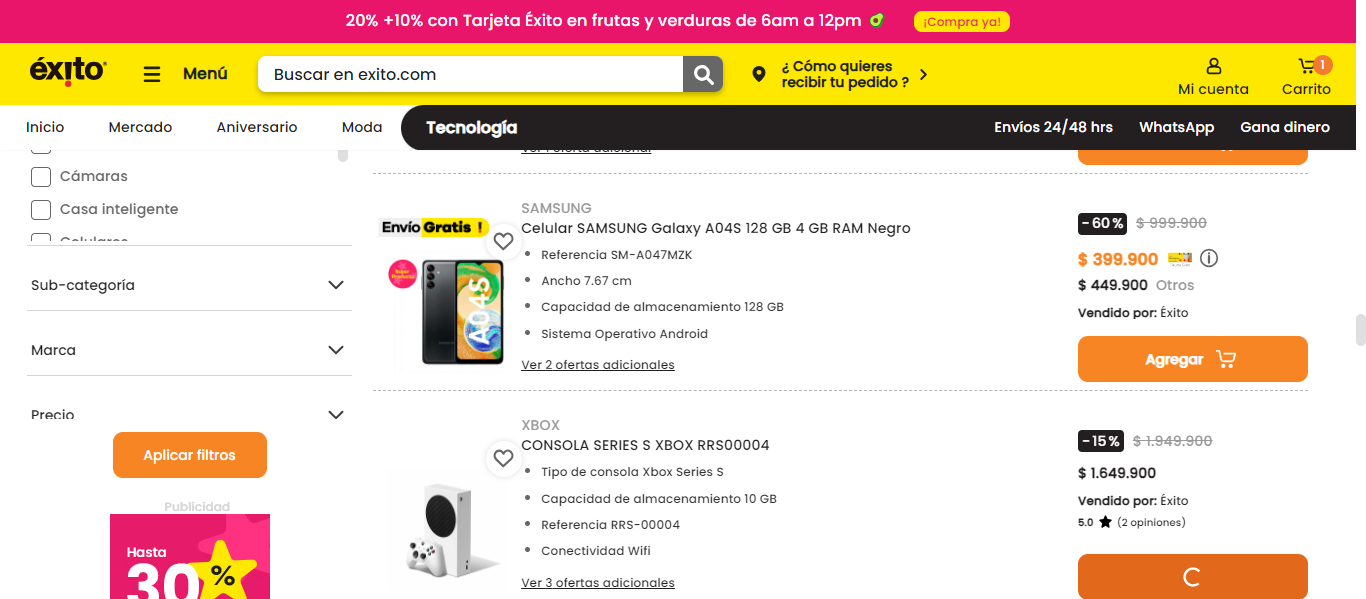 20% +10% con Tarjeta Éxito en frutas y verduras de 6am a 12pm
¡Compra ya!
éxito
Menú
Buscar en exito.com
¿ Cómo quieres
recibir tu pedido ?
Mi cuenta
1
Carrito
Inicio
Mercado
Aniversario
Moda
Tecnología
Envíos 24/48 hrs
WhatsApp
Gana dinero
Cámaras
Casa inteligente
Celulares
Sub-categoría
Marca
Precio
Aplicar filtros
Publicidad
Hasta
30%
Ver 1 oferta adicional
Envío Gratis !
A04S
SAMSUNG
Celular SAMSUNG Galaxy A04S 128 GB 4 GB RAM Negro
Referencia SM-A047MZK
Ancho 7.67 cm
Capacidad de almacenamiento 128 GB
Sistema Operativo Android
Ver 2 ofertas adicionales
-60% $ 999.900
$ 399.900
$ 449.900 Otros
Vendido por: Éxito
Agregar
XBOX
CONSOLA SERIES S XBOX RRS00004
Tipo de consola Xbox Series S
Capacidad de almacenamiento 10 GB
Referencia RRS-00004
Conectividad Wifi
Ver 3 ofertas adicionales
-15% $ 1.949.900
$ 1.649.900
Vendido por: Éxito
5.0 (2 opiniones)